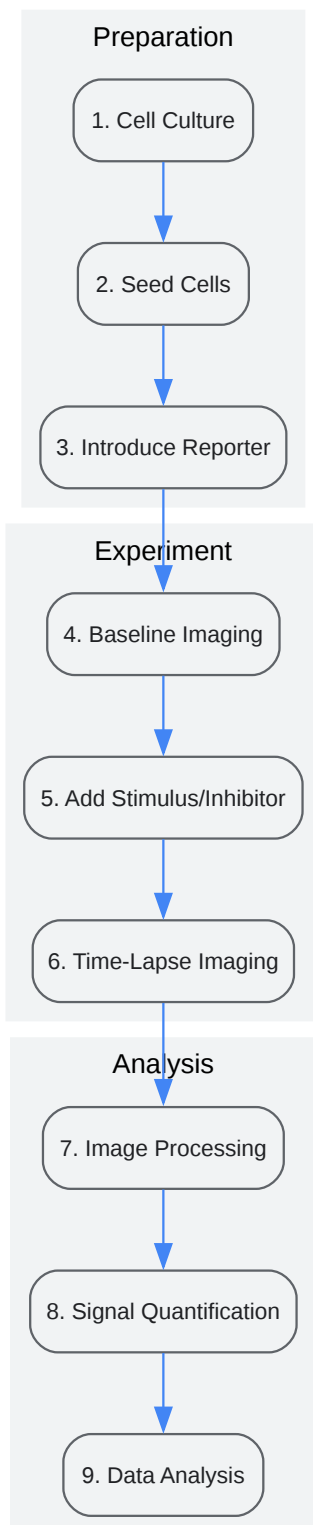 Preparation
1. Cell Culture
2. Seed Cells
3. Introduce Reporter
Experiment
4. Baseline Imaging
5. Add Stimulus/Inhibitor
6. Time-Lapse Imaging
Analysis
7. Image Processing
8. Signal Quantification
9. Data Analysis